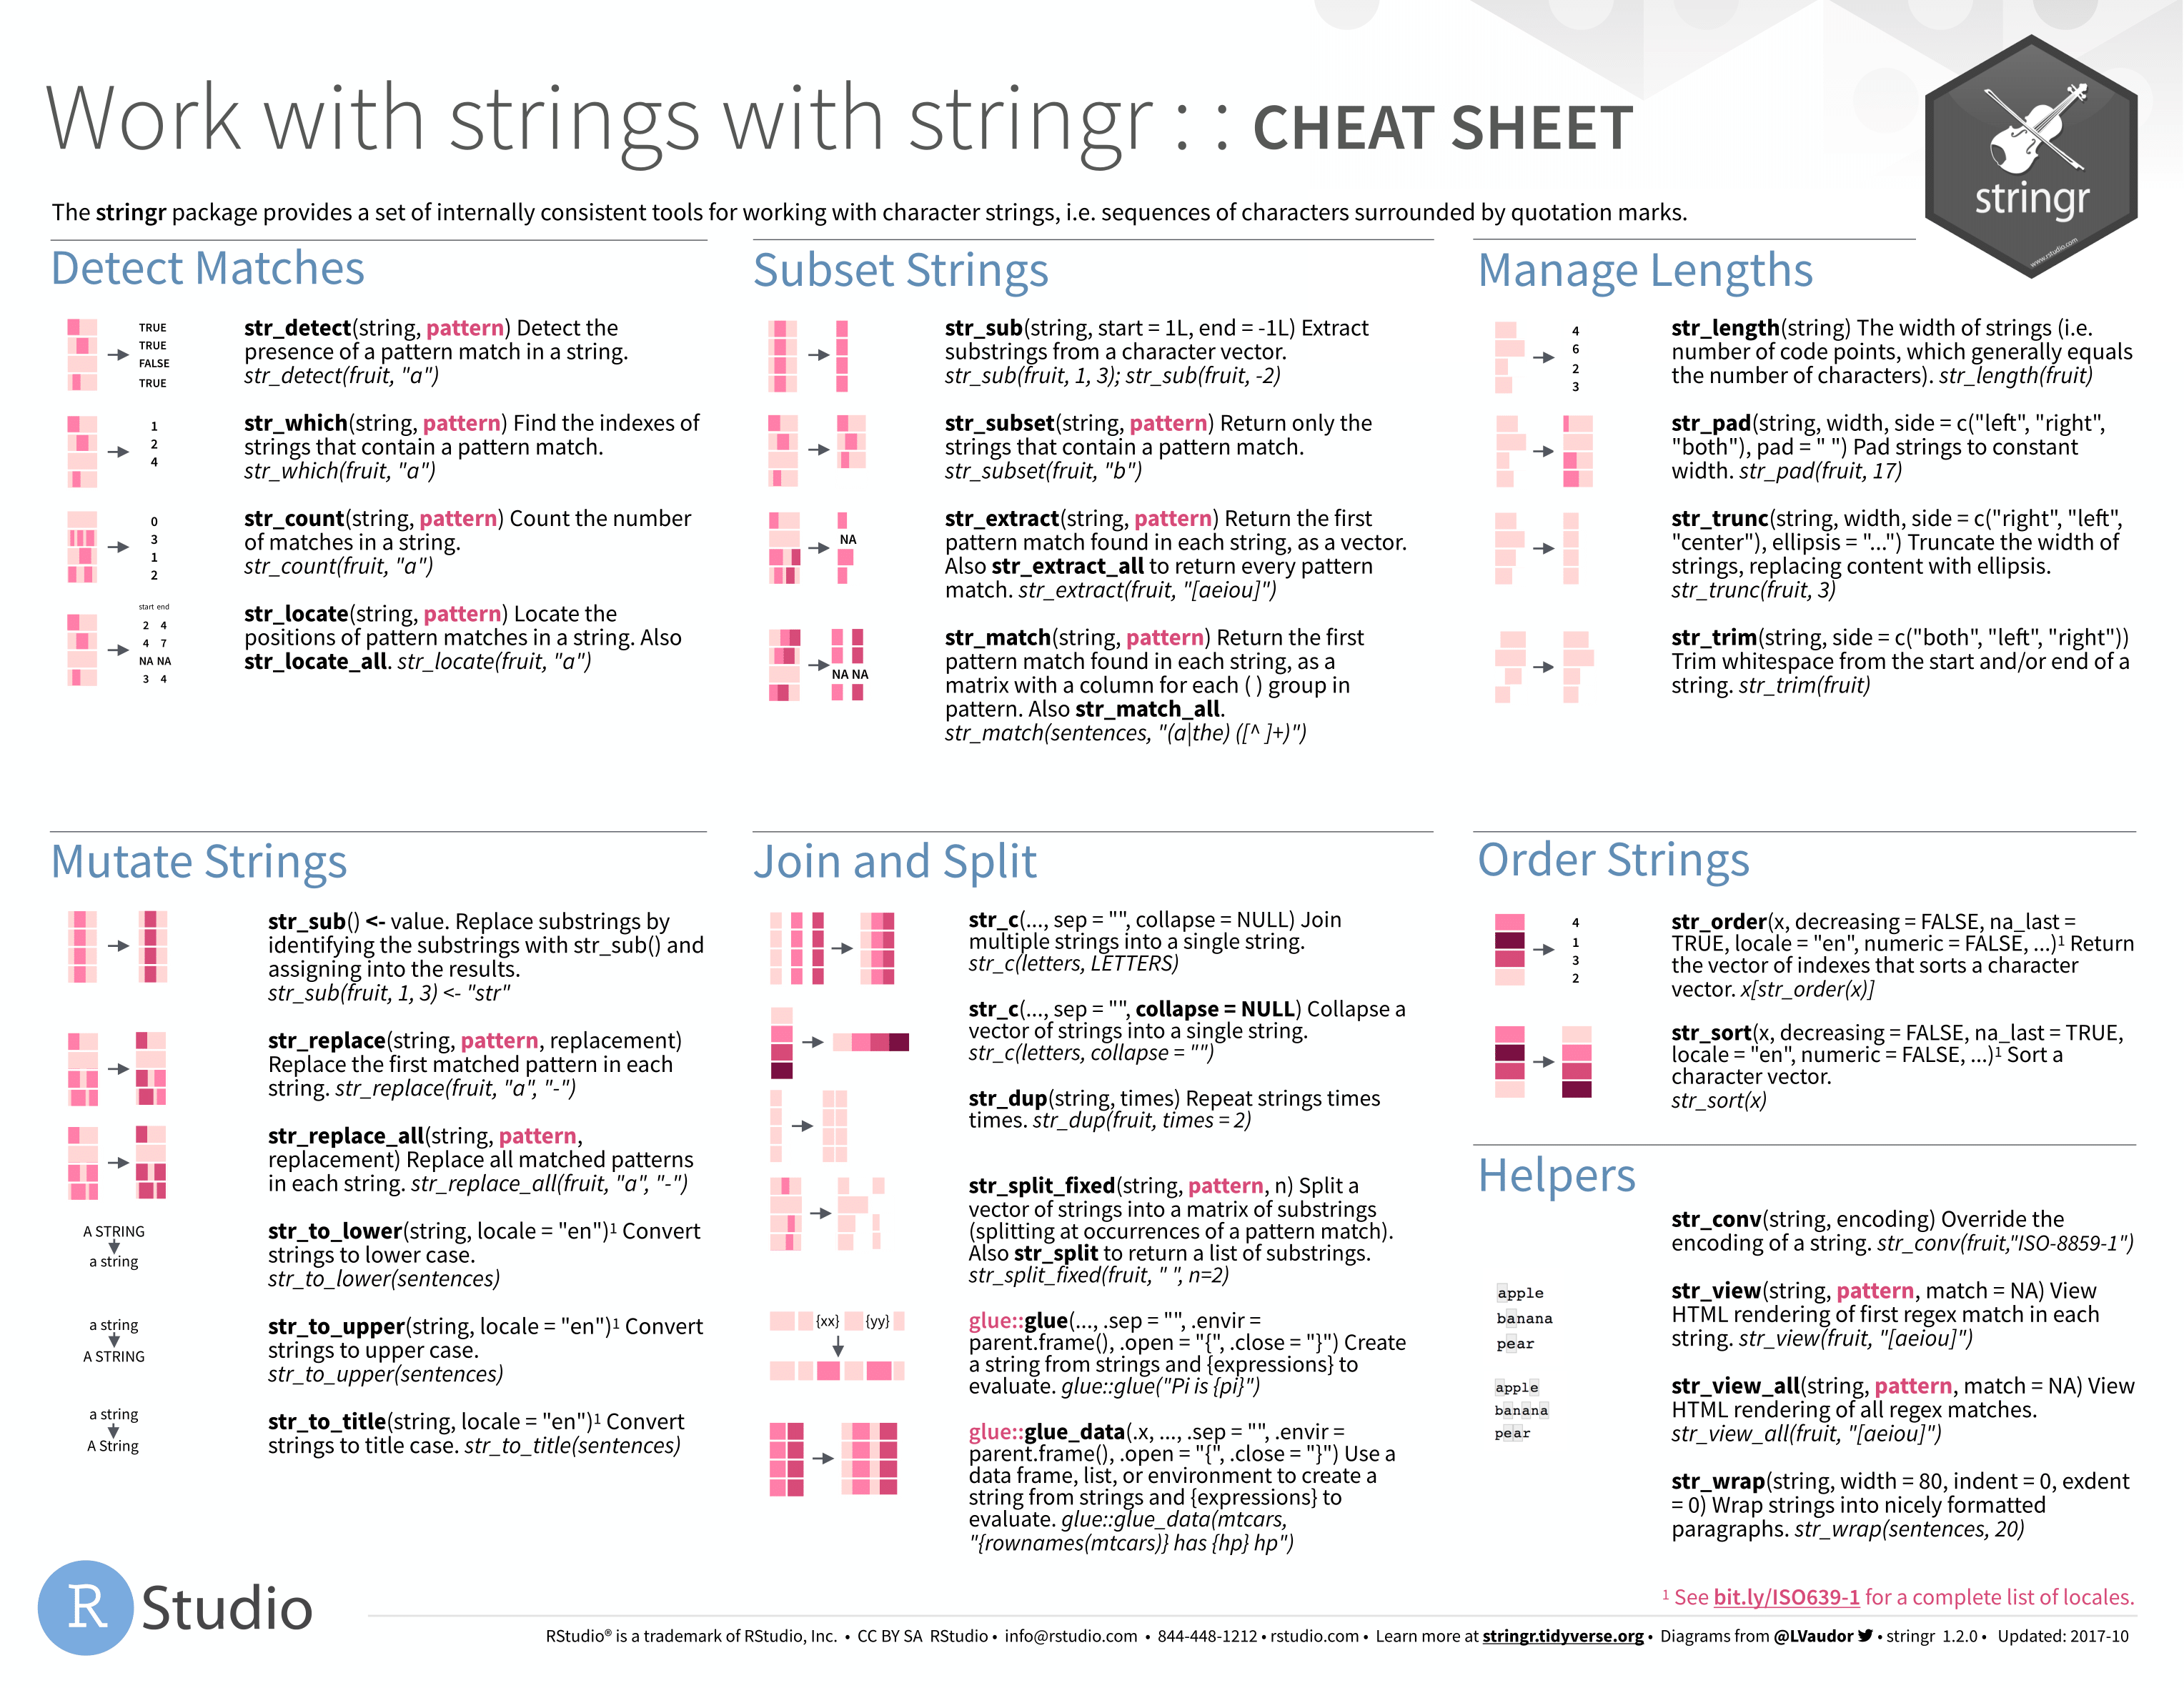 Work with strings with stringr : : CHEAT SHEET
stringr
www.rstudio.com
The stringr package provides a set of internally consistent tools for working with character strings, i.e. sequences of characters surrounded by quotation marks.
Detect Matches
TRUE
TRUE
FALSE
TRUE
str_detect(string, pattern) Detect the
presence of a pattern match in a string.
str_detect(fruit, "a")
1
2
4
str_which(string, pattern) Find the indexes of
strings that contain a pattern match.
str_which(fruit, "a")
0
3
1
2
str_count(string, pattern) Count the number
of matches in a string.
str_count(fruit, "a")
start end
2 4
4 7
NA NA
3 4
str_locate(string, pattern) Locate the
positions of pattern matches in a string. Also
str_locate_all. str_locate(fruit, "a")
Subset Strings
str_sub(string, start = 1L, end = -1L) Extract
substrings from a character vector.
str_sub(fruit, 1, 3); str_sub(fruit, -2)
str_subset(string, pattern) Return only the
strings that contain a pattern match.
str_subset(fruit, "b")
NA
str_extract(string, pattern) Return the first
pattern match found in each string, as a vector.
Also str_extract_all to return every pattern
match. str_extract(fruit, "[aeiou]")
NA NA
str_match(string, pattern) Return the first
pattern match found in each string, as a
matrix with a column for each ( ) group in
pattern. Also str_match_all.
str_match(sentences, "(a|the) ([^ ]+)")
Manage Lengths
4
6
2
3
str_length(string) The width of strings (i.e.
number of code points, which generally equals
the number of characters). str_length(fruit)
str_pad(string, width, side = c("left", "right",
"both"), pad = " ") Pad strings to constant
width. str_pad(fruit, 17)
str_trunc(string, width, side = c("right", "left",
"center"), ellipsis = "...") Truncate the width of
strings, replacing content with ellipsis.
str_trunc(fruit, 3)
str_trim(string, side = c("both", "left", "right"))
Trim whitespace from the start and/or end of a
string. str_trim(fruit)
Mutate Strings
str_sub() <- value. Replace substrings by
identifying the substrings with str_sub() and
assigning into the results.
str_sub(fruit, 1, 3) <- "str"
str_replace(string, pattern, replacement)
Replace the first matched pattern in each
string. str_replace(fruit, "a", "-")
str_replace_all(string, pattern,
replacement) Replace all matched patterns
in each string. str_replace_all(fruit, "a", "-")
A STRING
a string
str_to_lower(string, locale = "en")¹ Convert
strings to lower case.
str_to_lower(sentences)
a string
A STRING
str_to_upper(string, locale = "en")¹ Convert
strings to upper case.
str_to_upper(sentences)
a string
A String
str_to_title(string, locale = "en")¹ Convert
strings to title case. str_to_title(sentences)
Join and Split
str_c(..., sep = "", collapse = NULL) Join
multiple strings into a single string.
str_c(letters, LETTERS)
str_c(..., sep = "", collapse = NULL) Collapse a
vector of strings into a single string.
str_c(letters, collapse = "")
str_dup(string, times) Repeat strings times
times. str_dup(fruit, times = 2)
str_split_fixed(string, pattern, n) Split a
vector of strings into a matrix of substrings
(splitting at occurrences of a pattern match).
Also str_split to return a list of substrings.
str_split_fixed(fruit, " ", n=2)
{xx} {yy}
glue::glue(..., .sep = "", .envir =
parent.frame(), .open = "{", .close = "}") Create
a string from strings and {expressions} to
evaluate. glue::glue("Pi is {pi}")
glue::glue_data(.x, ..., .sep = "", .envir =
parent.frame(), .open = "{", .close = "}") Use a
data frame, list, or environment to create a
string from strings and {expressions} to
evaluate. glue::glue_data(mtcars,
"{rownames(mtcars)} has {hp} hp")
Order Strings
4
1
3
2
str_order(x, decreasing = FALSE, na_last =
TRUE, locale = "en", numeric = FALSE, ...)¹ Return
the vector of indexes that sorts a character
vector. x[str_order(x)]
str_sort(x, decreasing = FALSE, na_last = TRUE,
locale = "en", numeric = FALSE, ...)¹ Sort a
character vector.
str_sort(x)
Helpers
str_conv(string, encoding) Override the
encoding of a string. str_conv(fruit,"ISO-8859-1")
apple
banana
pear
str_view(string, pattern, match = NA) View
HTML rendering of first regex match in each
string. str_view(fruit, "[aeiou]")
apple
banana
pear
str_view_all(string, pattern, match = NA) View
HTML rendering of all regex matches.
str_view_all(fruit, "[aeiou]")
str_wrap(string, width = 80, indent = 0, exdent
= 0) Wrap strings into nicely formatted
paragraphs. str_wrap(sentences, 20)
¹ See bit.ly/ISO639-1 for a complete list of locales.
R Studio
RStudio® is a trademark of RStudio, Inc. • CC BY SA RStudio • info@rstudio.com • 844-448-1212 • rstudio.com • Learn more at stringr.tidyverse.org • Diagrams from @LVaudor • stringr 1.2.0 • Updated: 2017-10